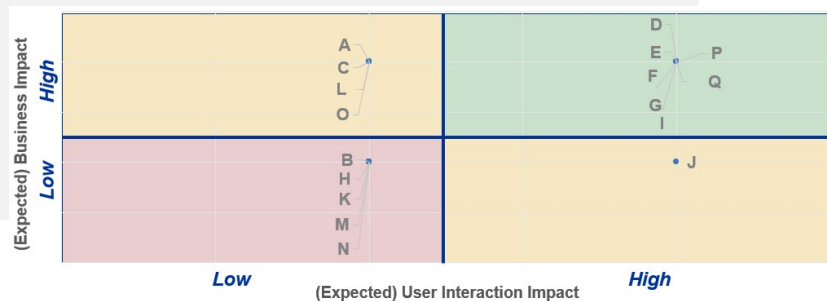 (Expected) Business Impact
High
Low
A
C
L
O
D
E
F
G
I
P
Q
B
H
K
M
N
J
Low
High
(Expected) User Interaction Impact